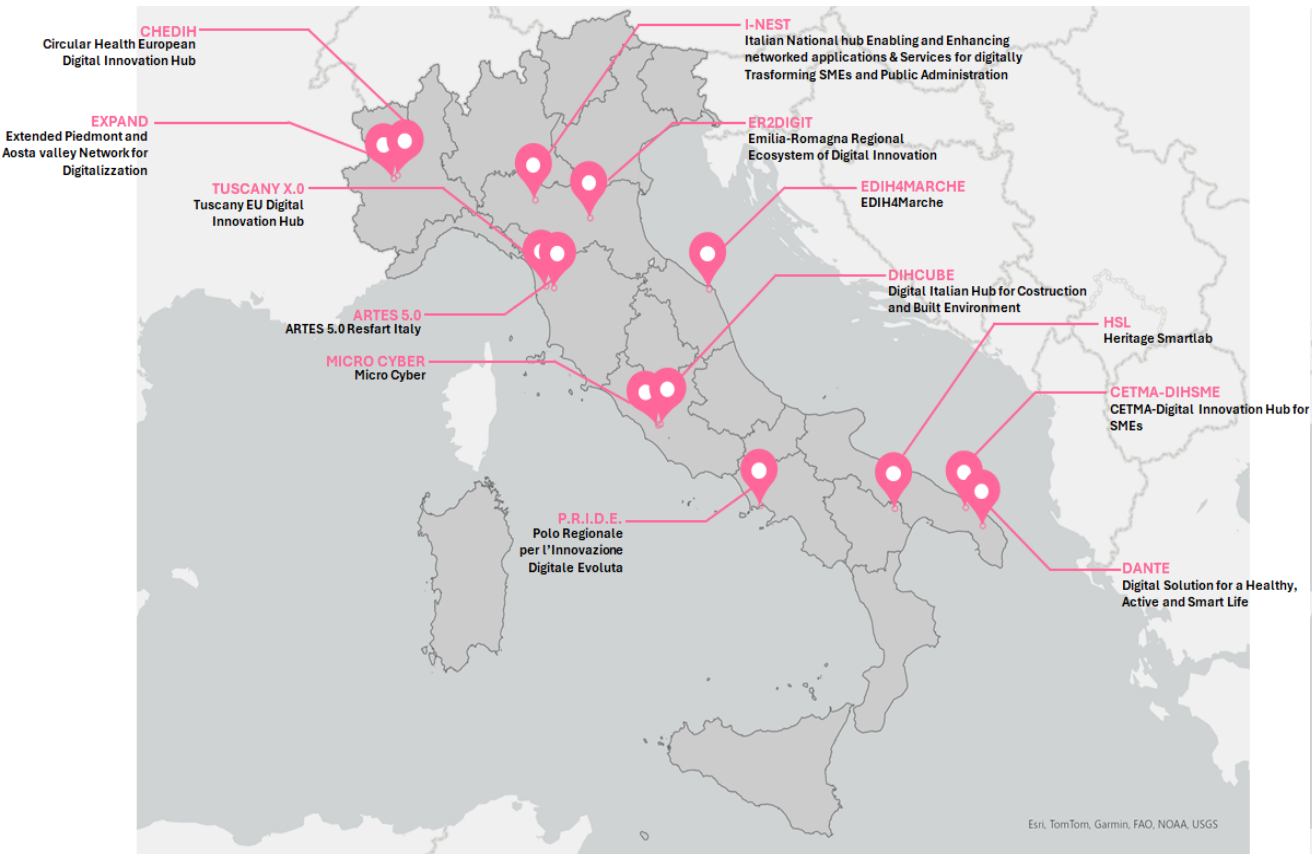 CHEDIH
Circular Health European
Digital Innovation Hub
EXPAND
Extended Piedmont and
Aosta valley Network for
Digitalizzation
TUSCANY X.0
Tuscany EU Digital
Innovation Hub
ARTES 5.0
ARTES 5.0 Resfart Italy
MICRO CYBER
Micro Cyber
P.R.I.D.E.
Polo Regionale
per l'Innovazione
Digitale Evoluta
I-NEST
Italian National hub Enabling and Enhancing
networked applications & Services for digitally
Trasforming SMEs and Public Administration
ER2DIGIT
Emilia-Romagna Regional
Ecosystem of Digital Innovation
EDIH4MARCHE
EDIH4Marche
DIHCUBE
Digital Italian Hub for Costruction
and Built Environment
HSL
Heritage Smartlab
CETMA-DIHSME
CETMA-Digital Innovation Hub for
SMEs
DANTE
Digital Solution for a Healthy,
Active and Smart Life
Esri, TomTom, Garmin, FAO, NOAA, USGS